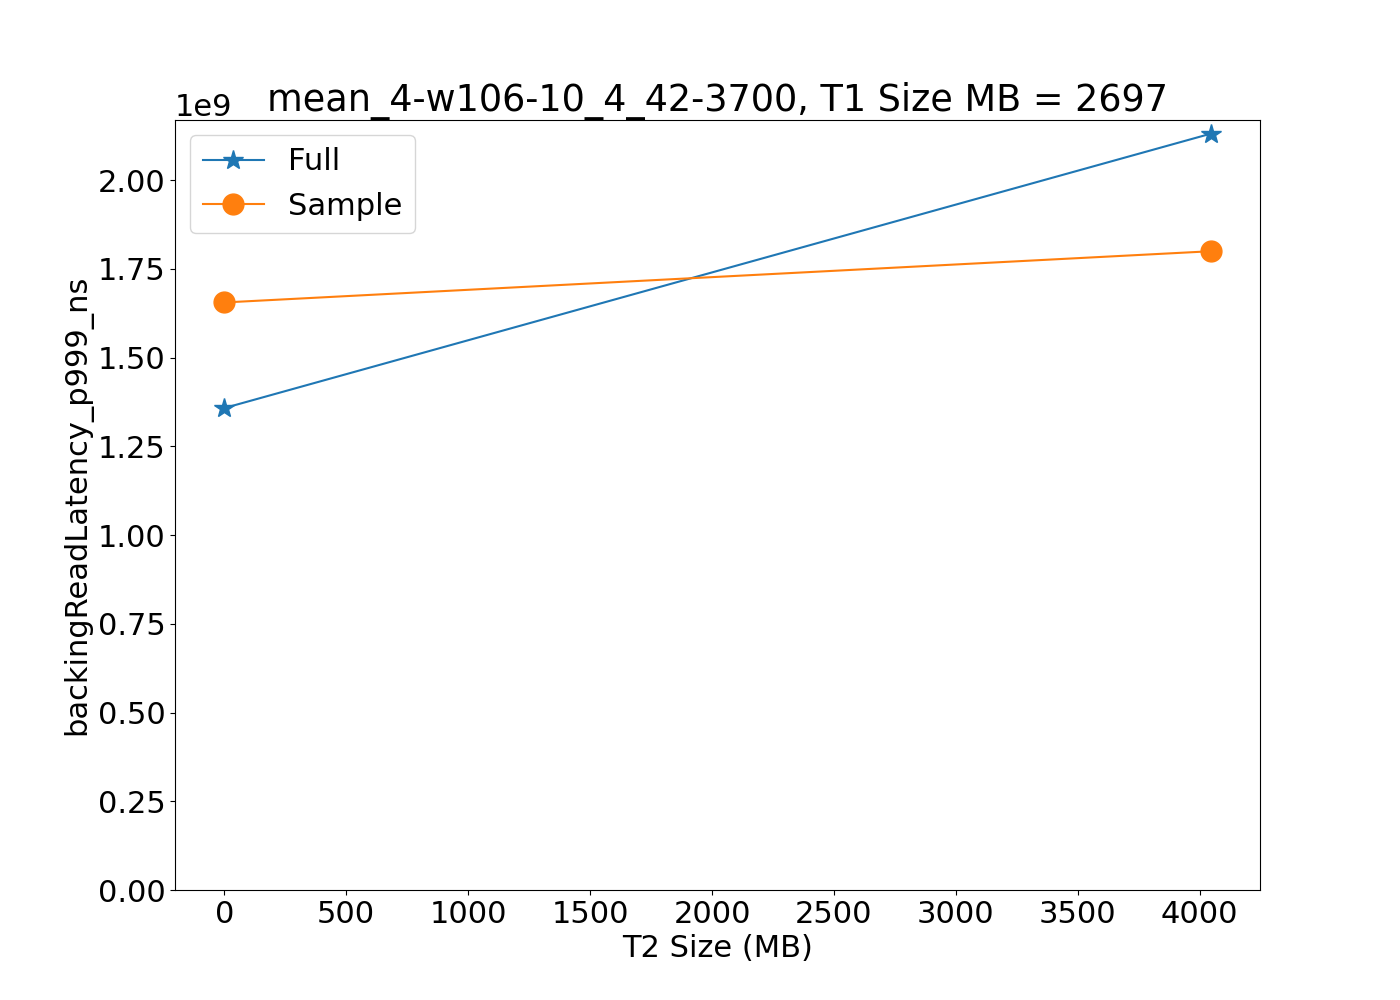 1e9
mean_4-w106-10_4_42-3700, T1 Size MB = 2697
Full
Sample
backingReadLatency_p999_ns
2.00
1.75
1.50
1.25
1.00
0.75
0.50
0.25
0.00
0 500 1000 1500 2000 2500 3000 3500 4000
T2 Size (MB)